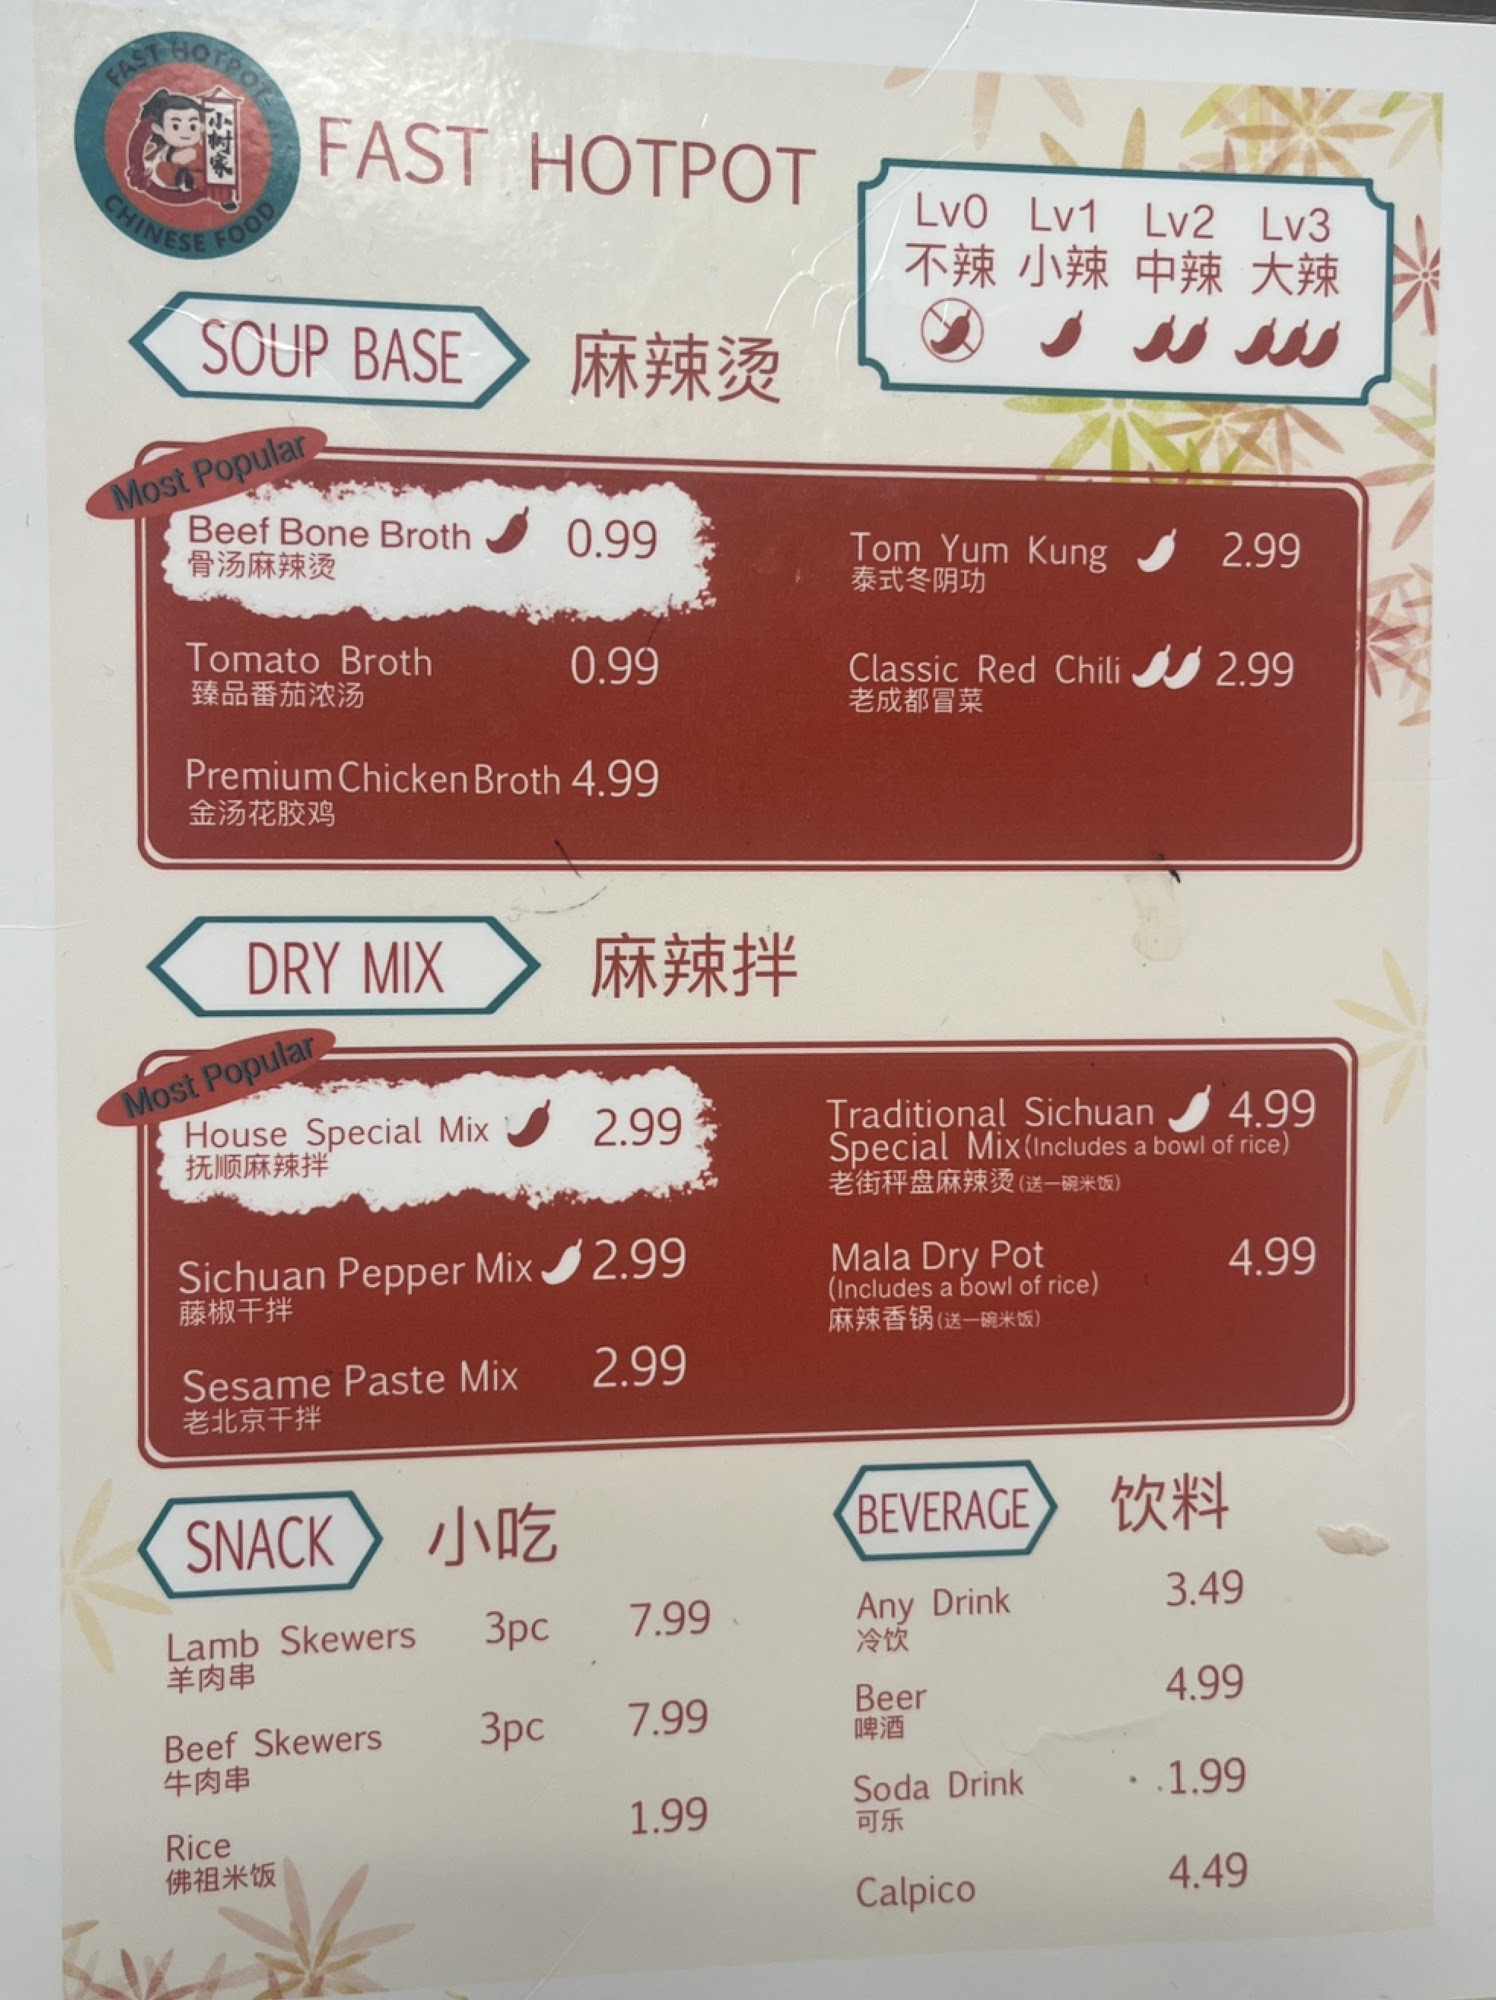 FAST HOTPOT
小树家
CHINESE FOOD
FAST HOTPOT
Lv0 Lv1 Lv2 Lv3
不辣 小辣 中辣 大辣
SOUP BASE 麻辣烫
Most Popular
Beef Bone Broth 0.99
骨汤麻辣烫
Tomato Broth 0.99
臻品番茄浓汤
Premium Chicken Broth 4.99
金汤花胶鸡
Tom Yum Kung 2.99
泰式冬阴功
Classic Red Chili 2.99
老成都冒菜
DRY MIX 麻辣拌
Most Popular
House Special Mix 2.99
抚顺麻辣拌
Sichuan Pepper Mix 2.99
藤椒干拌
Sesame Paste Mix 2.99
老北京干拌
Traditional Sichuan 4.99
Special Mix (Includes a bowl of rice)
老街秤盘麻辣烫 (送一碗米饭)
Mala Dry Pot 4.99
(Includes a bowl of rice)
麻辣香锅 (送一碗米饭)
SNACK 小吃
Lamb Skewers 3pc 7.99
羊肉串
Beef Skewers 3pc 7.99
牛肉串
Rice 1.99
佛祖米饭
BEVERAGE 饮料
Any Drink 3.49
冷饮
Beer 4.99
啤酒
Soda Drink 1.99
可乐
Calpico 4.49